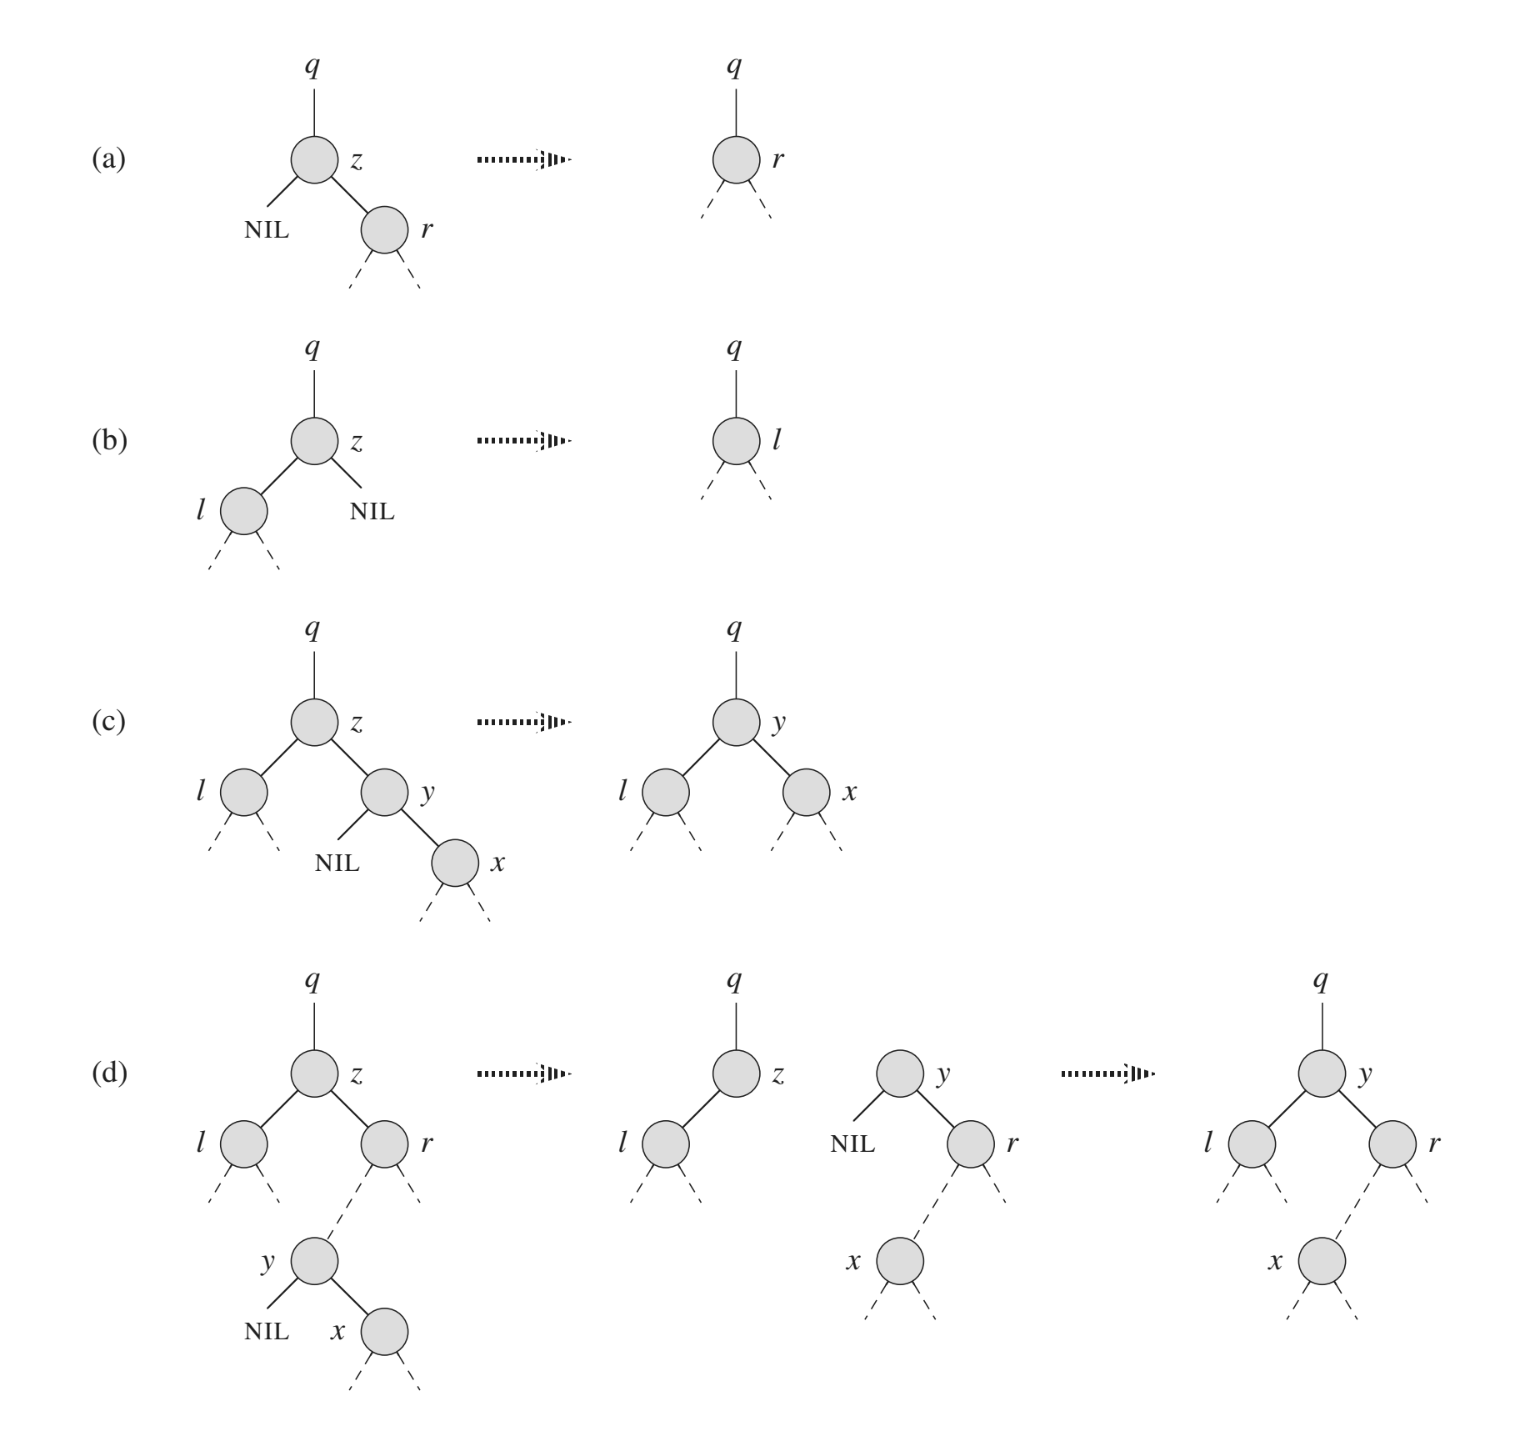 q q
(a) z r
NIL r
q q
(b) z l
l NIL
q q
(c) z y
l y l x
NIL x
q q q
(d) z z y y
l r l NIL r l r
y x x
NIL x